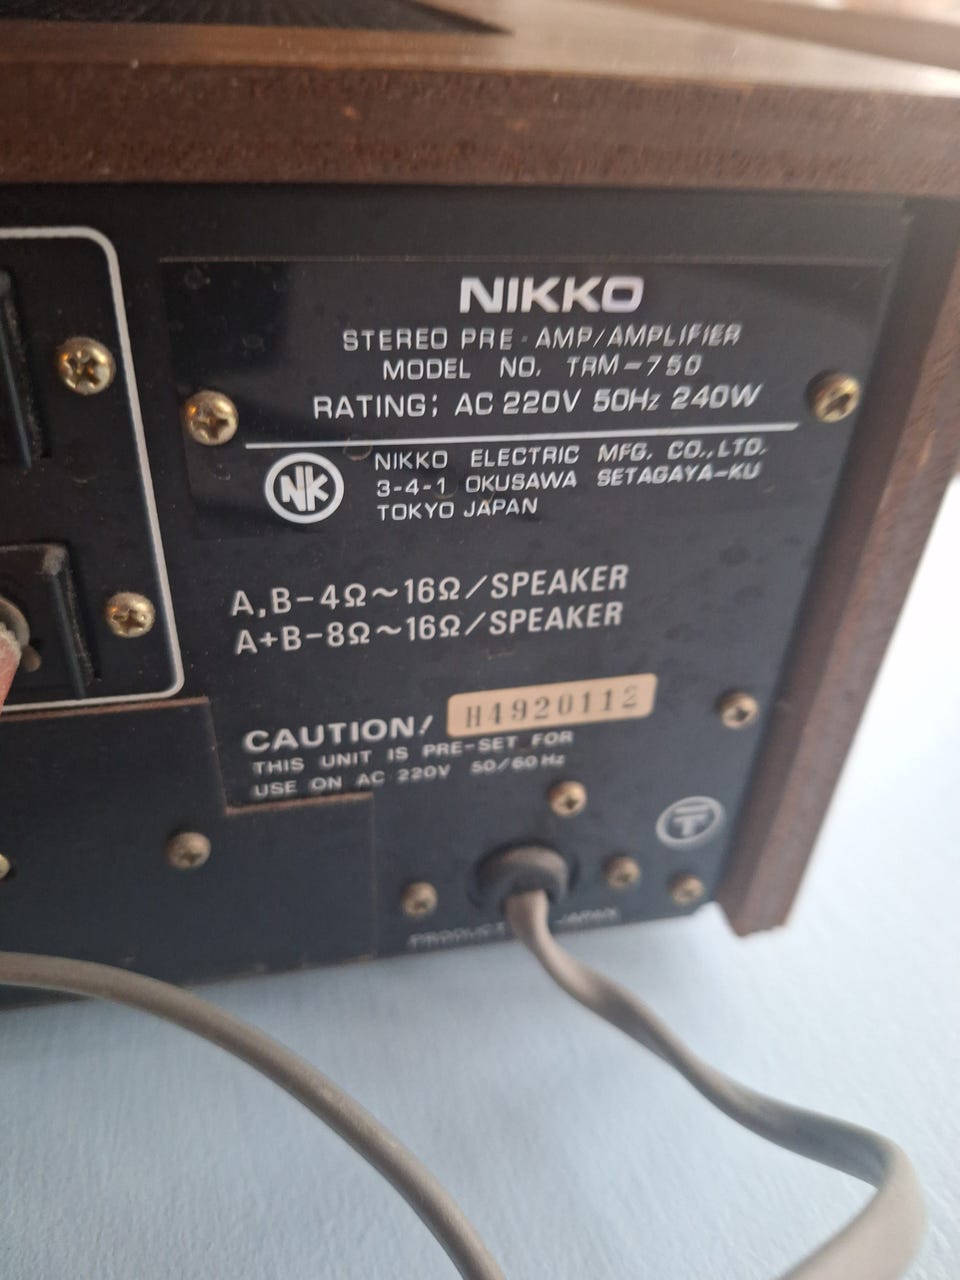 NIKKO
STEREO PRE-AMP/AMPLIFIER
MODEL NO. TRM-750
RATING; AC 220V 50Hz 240W
NK
NIKKO ELECTRIC MFG. CO.,LTD.
3-4-1 OKUSAWA SETAGAYA-KU
TOKYO JAPAN
A,B-4Ω~16Ω/SPEAKER
A+B-8Ω~16Ω/SPEAKER
H4920112
CAUTION!
THIS UNIT IS PRE-SET FOR
USE ON AC 220V 50/60Hz
T
PRODUCT JAPAN